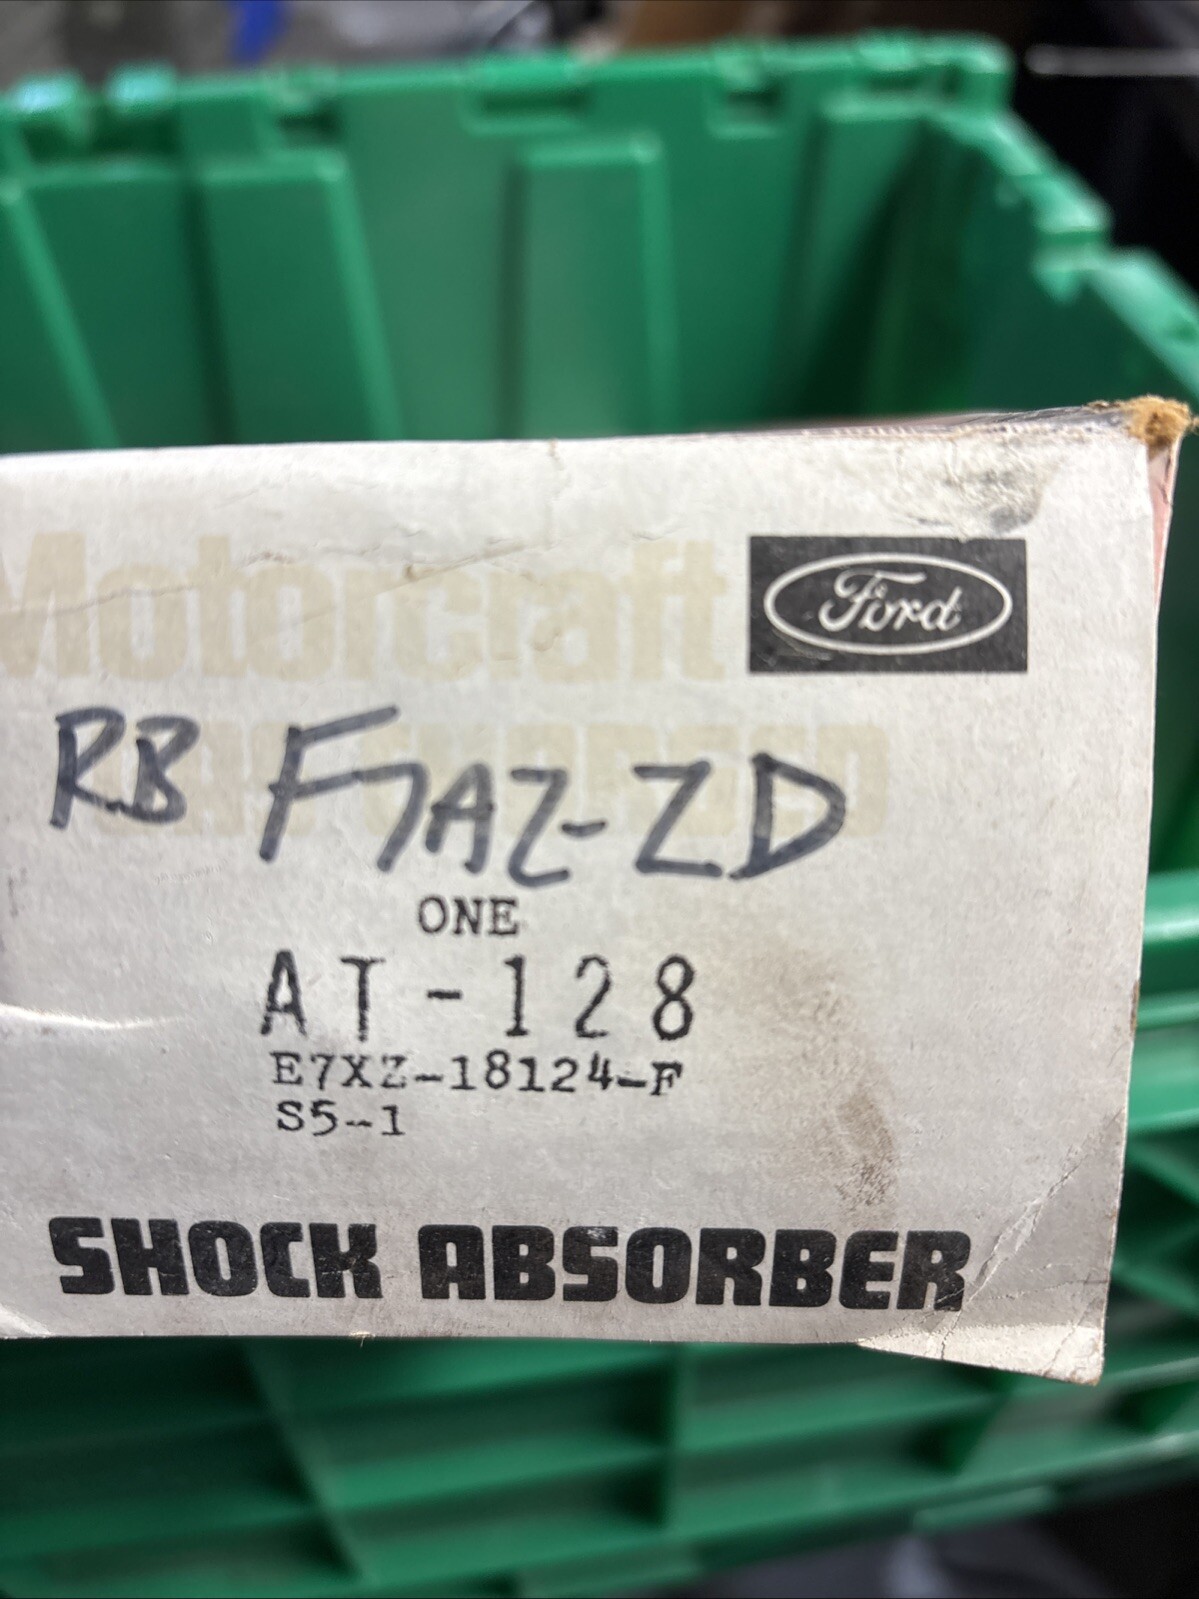 Motorcraft
Ford
RB F7AZ-ZD
ONE
AT-128
E7XZ-18124-F
S5-1
SHOCK ABSORBER